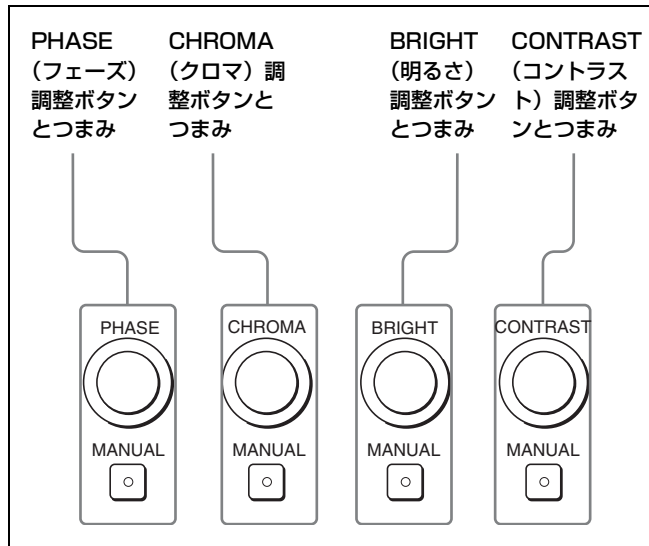 PHASE
（フェーズ）
調整ボタン
とつまみ
CHROMA
（クロマ）調
整ボタンと
つまみ
BRIGHT
（明るさ）
調整ボタン
とつまみ
CONTRAST
（コントラス
ト）調整ボタ
ンとつまみ
PHASE
CHROMA
BRIGHT
CONTRAST
MANUAL
MANUAL
MANUAL
MANUAL